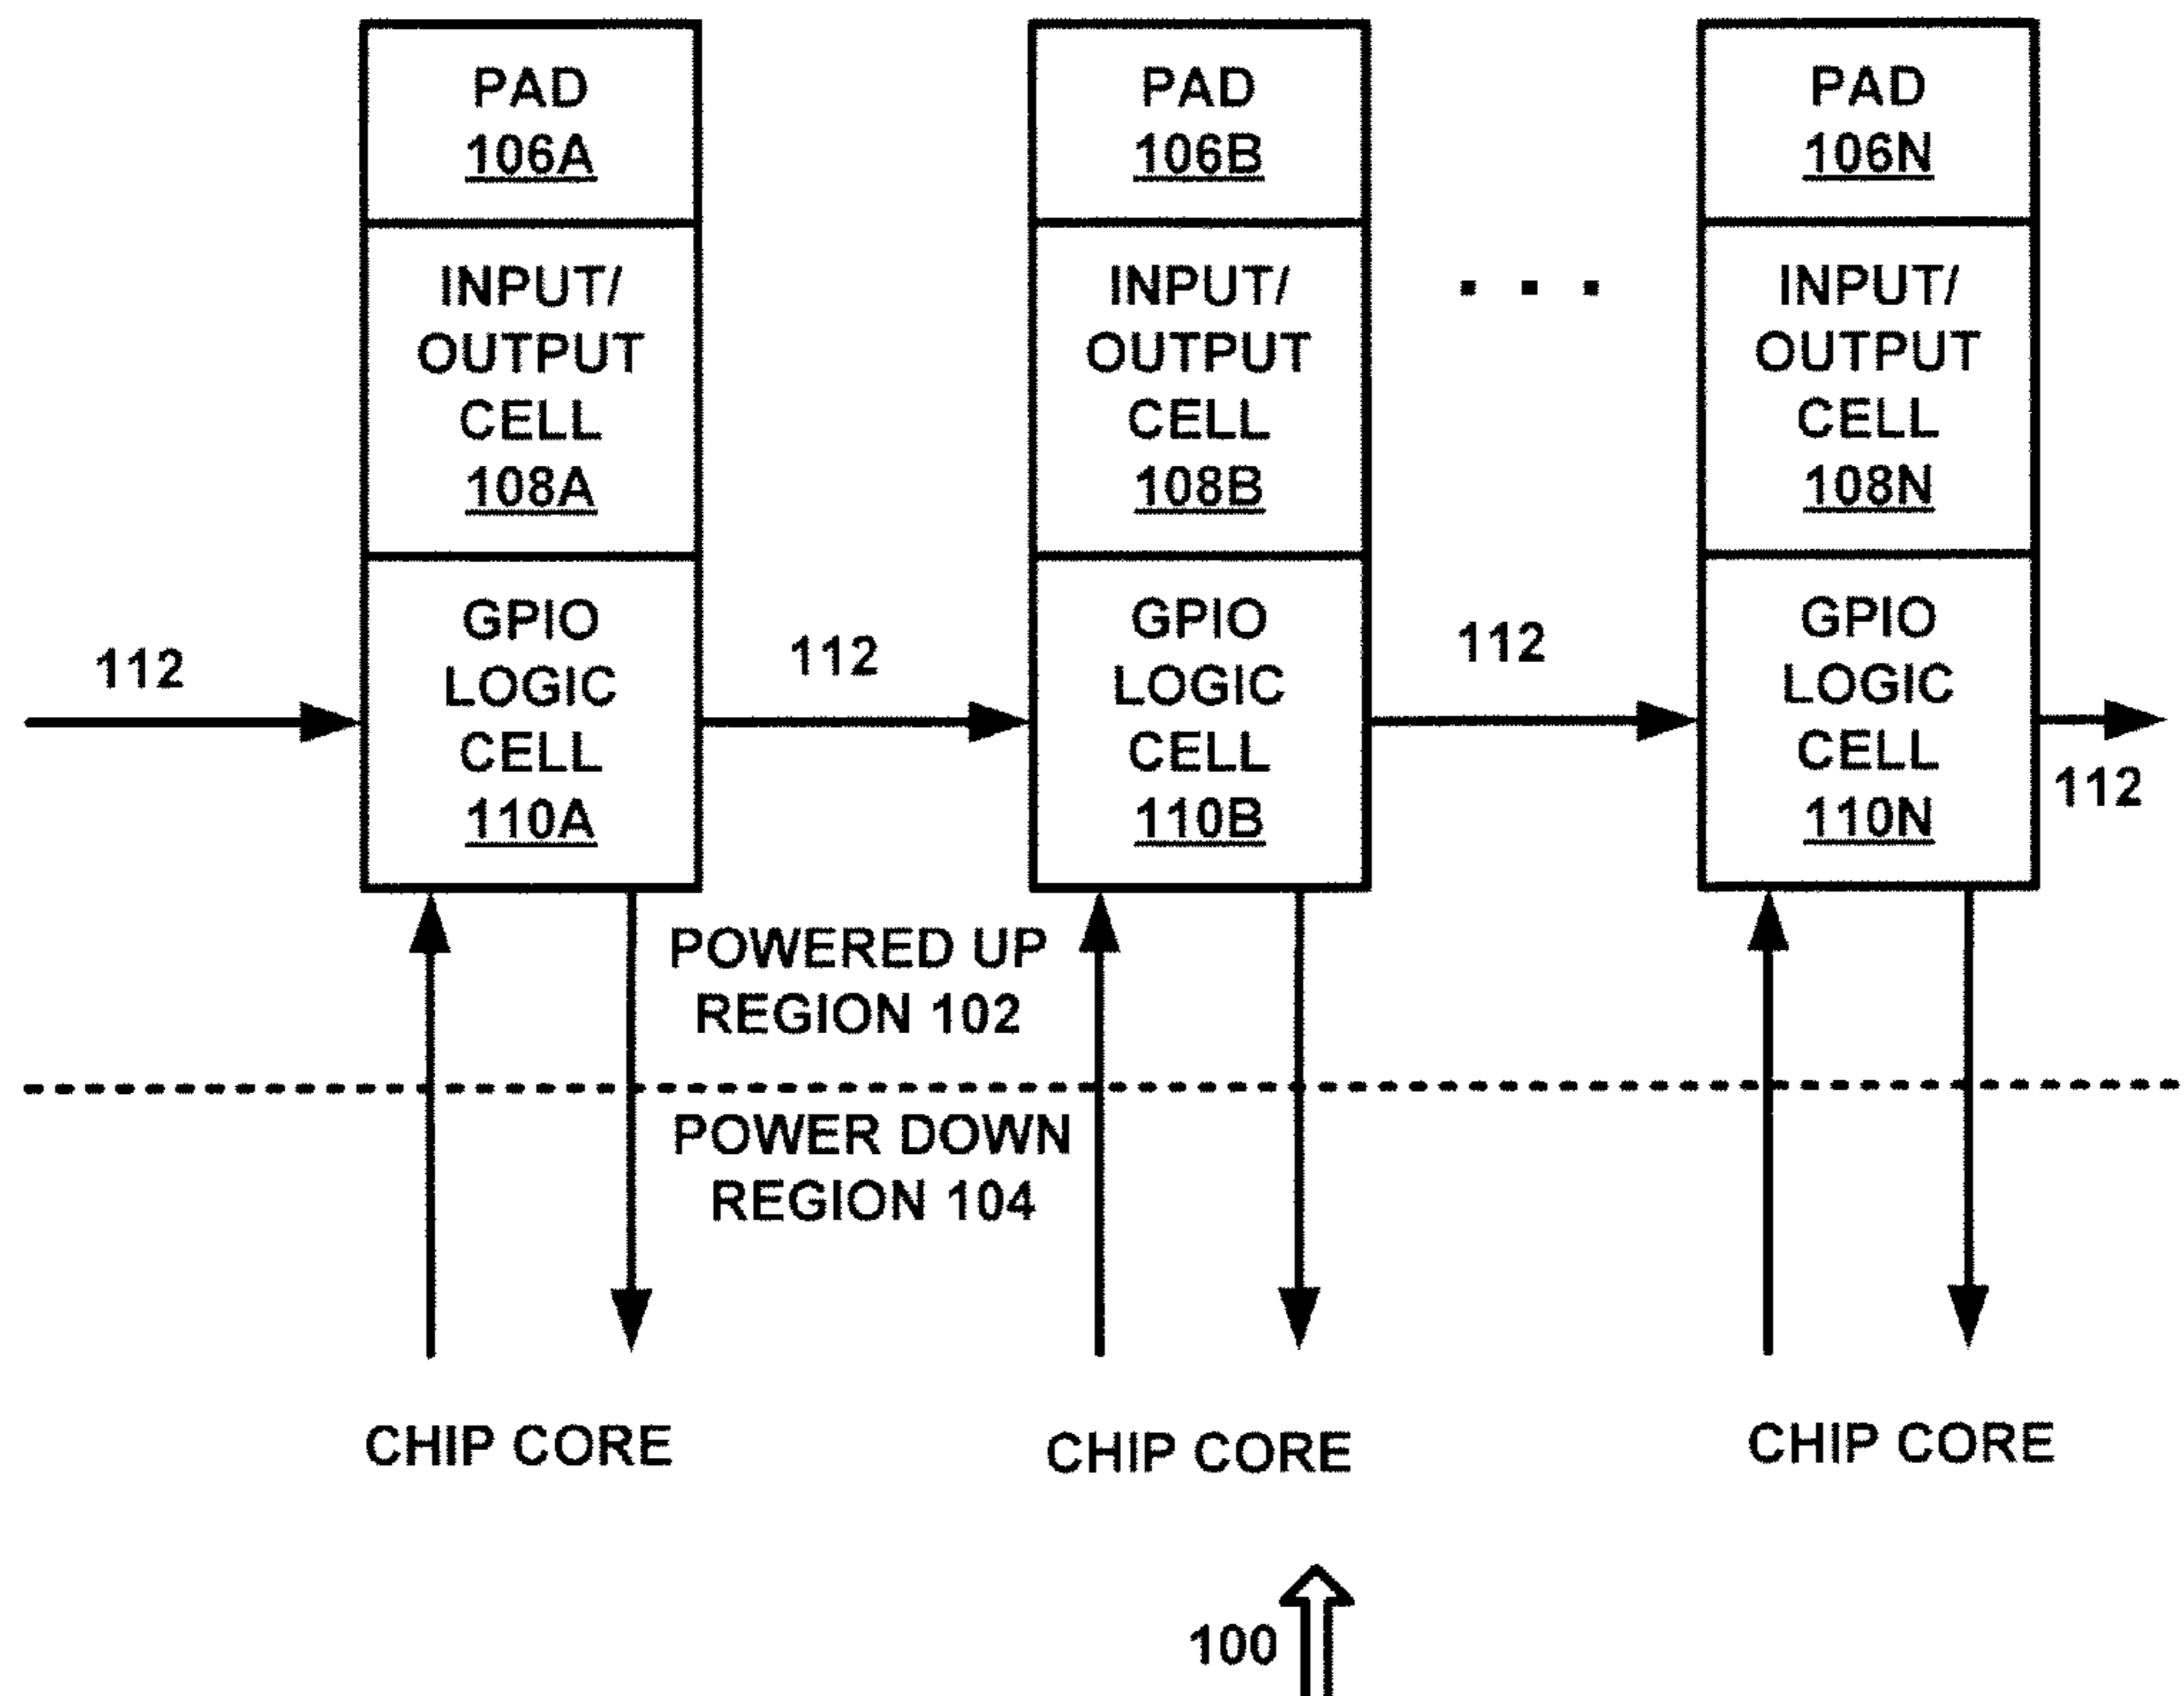 PAD
106A
INPUT/
OUTPUT
CELL
108A
GPIO
LOGIC
CELL
110A
PAD
106B
INPUT/
OUTPUT
CELL
108B
GPIO
LOGIC
CELL
110B
. . .
PAD
106N
INPUT/
OUTPUT
CELL
108N
GPIO
LOGIC
CELL
110N
112
112
112
112
POWERED UP
REGION 102
POWER DOWN
REGION 104
CHIP CORE
CHIP CORE
CHIP CORE
100